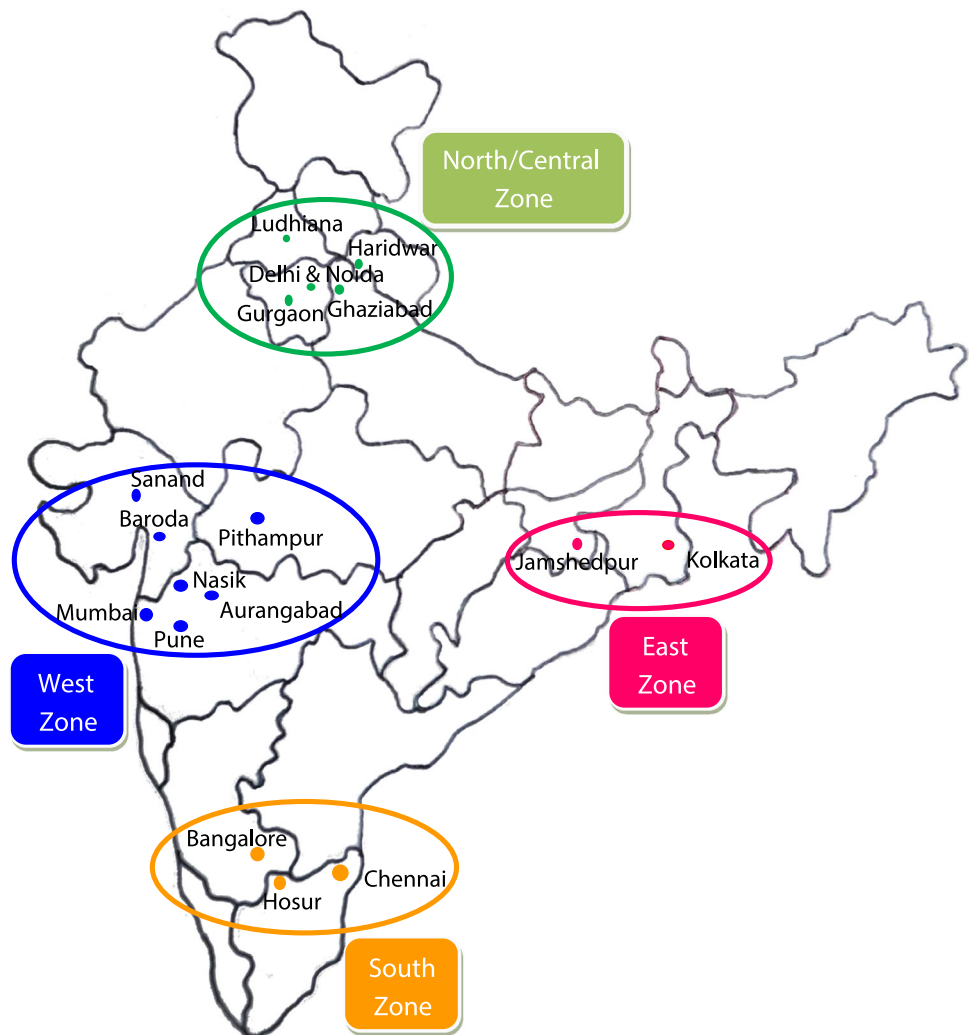 North/Central
Zone
Ludhiana
Haridwar
Delhi & Noida
Gurgaon
Ghaziabad
Sanand
Baroda
Pithampur
Nasik
Aurangabad
Mumbai
Pune
West
Zone
Jamshedpur
Kolkata
East
Zone
Bangalore
Chennai
Hosur
South
Zone